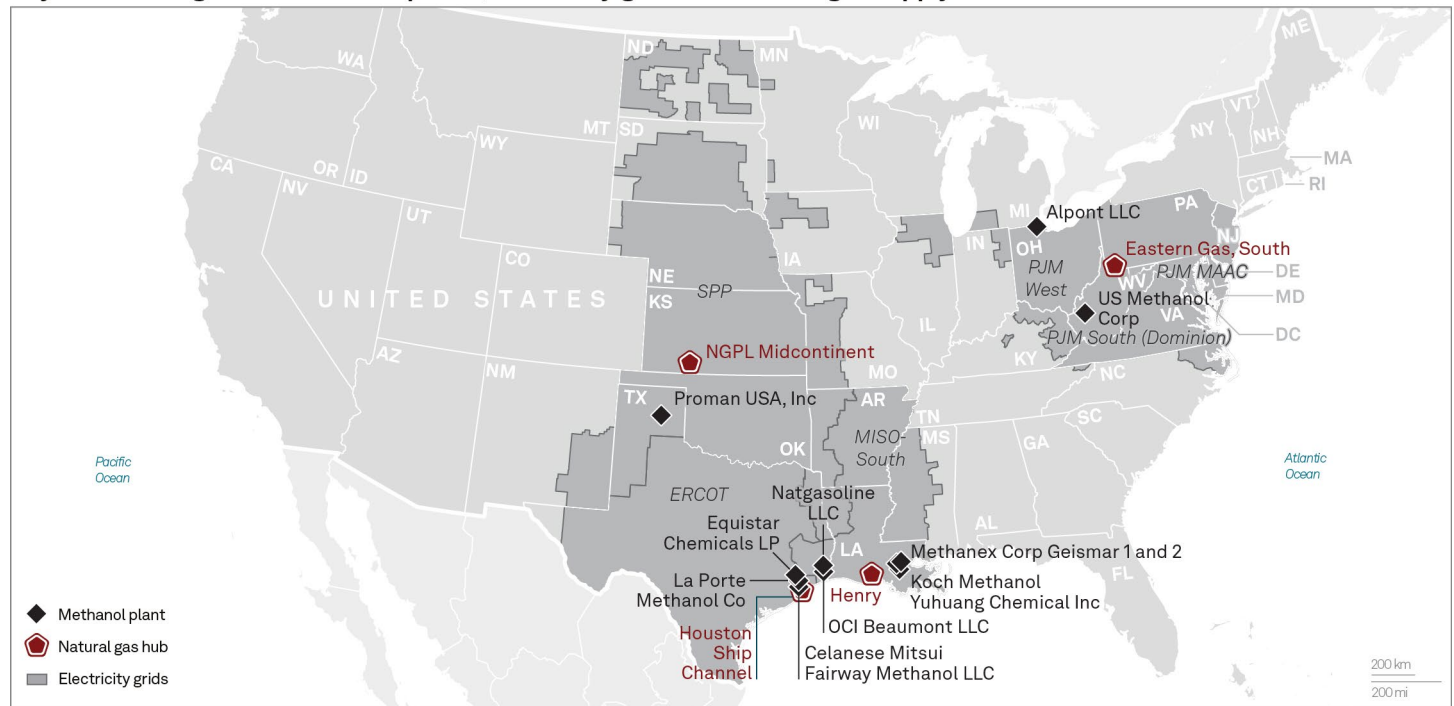 WA
MT
ND
MN
SD
WI
ME
VT
NH
NY
MA
CT
RI
OR
ID
WY
CA
NV
UT
CO
NE
IA
MI
Alpont LLC
PA
NJ
OH
IN
IL
Eastern Gas, South
PJM
West
PJM MAAC
DE
WV
MD
VA
DC
US Methanol
Corp
PJM South (Dominion)
UNITED STATES
SPP
KS
NGPL Midcontinent
MO
KY
NC
AZ
NM
TX
Proman USA, Inc
OK
AR
TN
SC
MISO-
South
MS
AL
GA
FL
Pacific
Ocean
Atlantic
Ocean
ERCOT
Natgasoline
LLC
Equistar
Chemicals LP
LA
Methanex Corp Geismar 1 and 2
La Porte
Methanol Co
Henry
Koch Methanol
Yuhuang Chemical Inc
OCI Beaumont LLC
Houston
Ship
Channel
Celanese Mitsui
Fairway Methanol LLC
Methanol plant
Natural gas hub
Electricity grids
200 km
200 mi